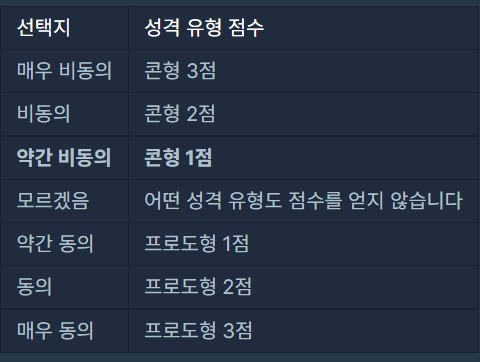 선택지 성격 유형 점수
매우 비동의 콘형 3점
비동의 콘형 2점
약간 비동의 콘형 1점
모르겠음 어떤 성격 유형도 점수를 얻지 않습니다
약간 동의 프로도형 1점
동의 프로도형 2점
매우 동의 프로도형 3점